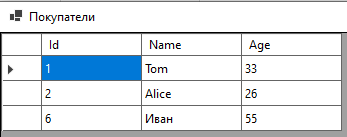 Покупатели
Id Name Age
1 Tom 33
2 Alice 26
6 Иван 55